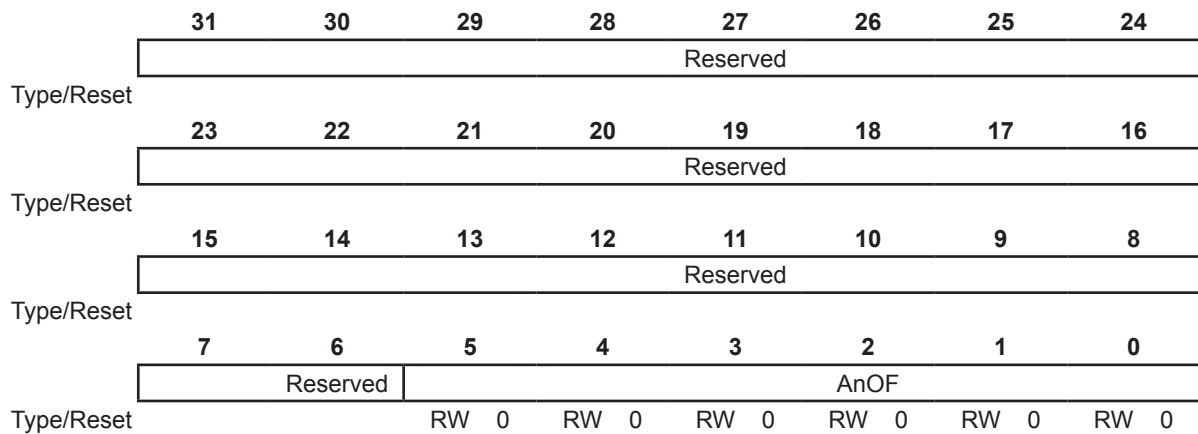 31 30 29 28 27 26 25 24
Reserved
Type/Reset
23 22 21 20 19 18 17 16
Reserved
Type/Reset
15 14 13 12 11 10 9 8
Reserved
Type/Reset
7 6 5 4 3 2 1 0
Reserved AnOF
Type/Reset RW 0 RW 0 RW 0 RW 0 RW 0 RW 0